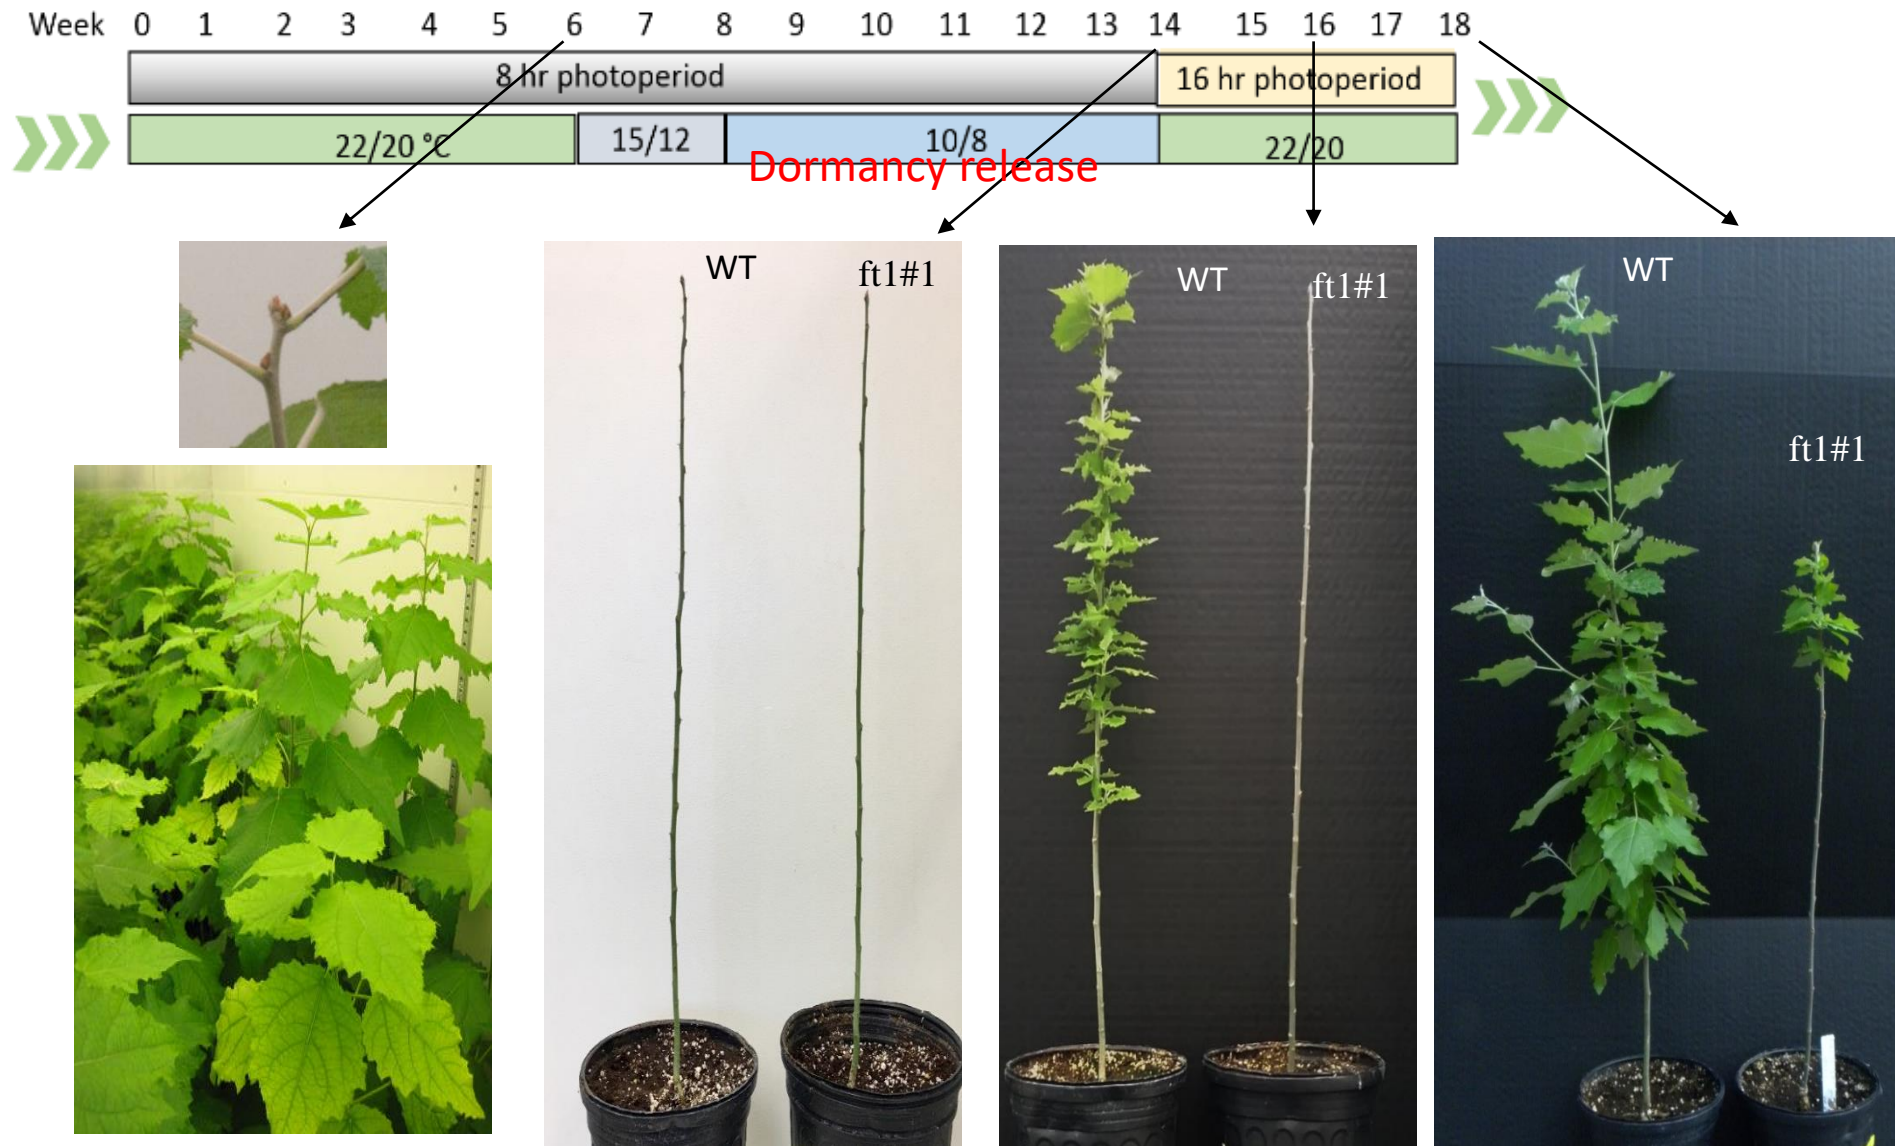 Week 0 1 2 3 4 5 6 7 8 9 10 11 12 13 14 15 16 17 18
8 hr photoperiod 16 hr photoperiod
22/20 °C 15/12 10/8 22/20
Dormancy release
WT ft1#1 WT ft1#1 WT
ft1#1